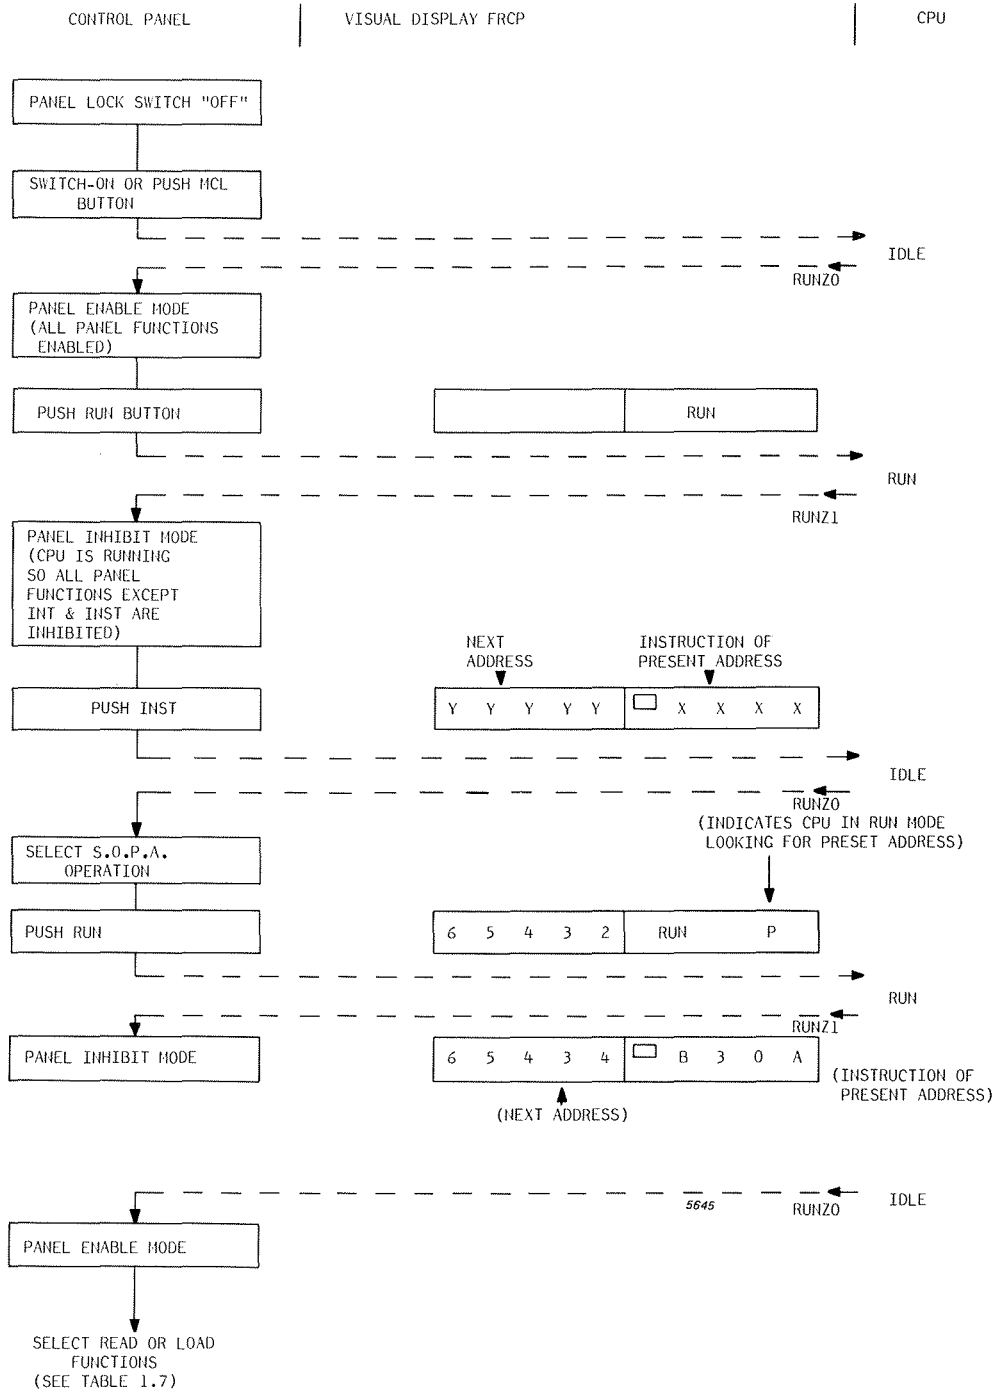 CONTROL PANEL
VISUAL DISPLAY FRCP
CPU
PANEL LOCK SWITCH "OFF"
SWITCH-ON OR PUSH MCL
BUTTON
IDLE
RUNZ0
PANEL ENABLE MODE
(ALL PANEL FUNCTIONS
ENABLED)
PUSH RUN BUTTON
RUN
RUN
RUNZ1
PANEL INHIBIT MODE
(CPU IS RUNNING
SO ALL PANEL
FUNCTIONS EXCEPT
INT & INST ARE
INHIBITED)
NEXT
ADDRESS
INSTRUCTION OF
PRESENT ADDRESS
PUSH INST
Y Y Y Y Y
X X X X
IDLE
RUNZ0
(INDICATES CPU IN RUN MODE
LOOKING FOR PRESET ADDRESS)
SELECT S.O.P.A.
OPERATION
PUSH RUN
6 5 4 3 2
RUN P
RUN
RUNZ1
PANEL INHIBIT MODE
6 5 4 3 4
B 3 0 A
(INSTRUCTION OF
PRESENT ADDRESS)
(NEXT ADDRESS)
IDLE
5645
RUNZ0
PANEL ENABLE MODE
SELECT READ OR LOAD
FUNCTIONS
(SEE TABLE 1.7)